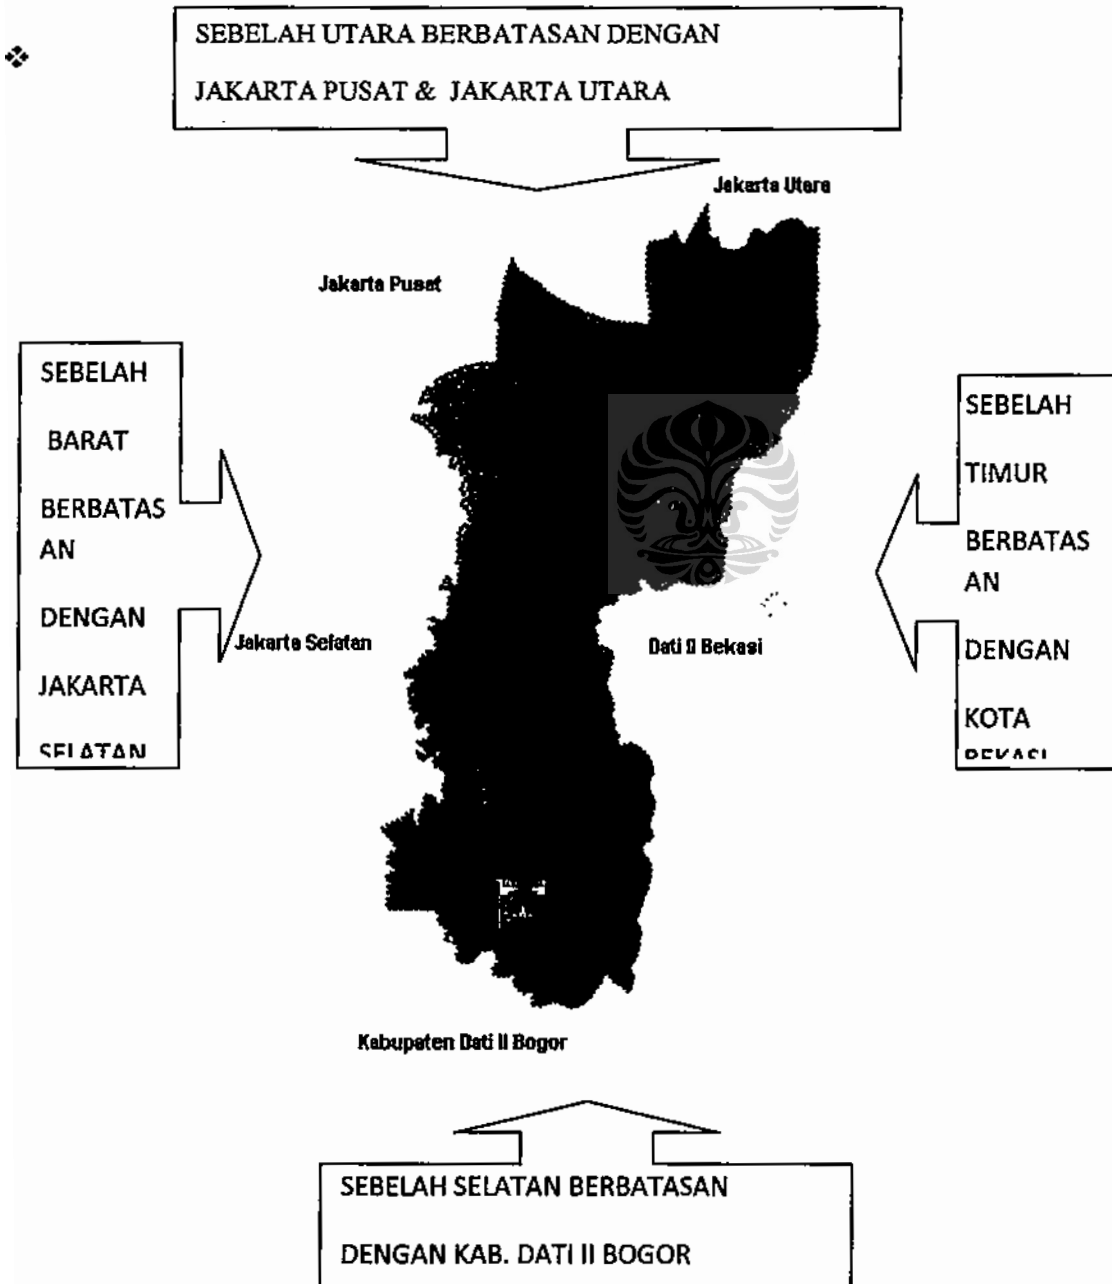 SEBELAH UTARA BERBATASAN DENGAN
JAKARTA PUSAT & JAKARTA UTARA
Jakarta Utara
Jakarta Pusat
SEBELAH
BARAT
BERBATAS
AN
DENGAN
JAKARTA
SELATAN
SEBELAH
TIMUR
BERBATAS
AN
DENGAN
KOTA
BEKASI
Jakarta Selatan
Dati II Bekasi
Kabupaten Dati II Bogor
SEBELAH SELATAN BERBATASAN
DENGAN KAB. DATI II BOGOR